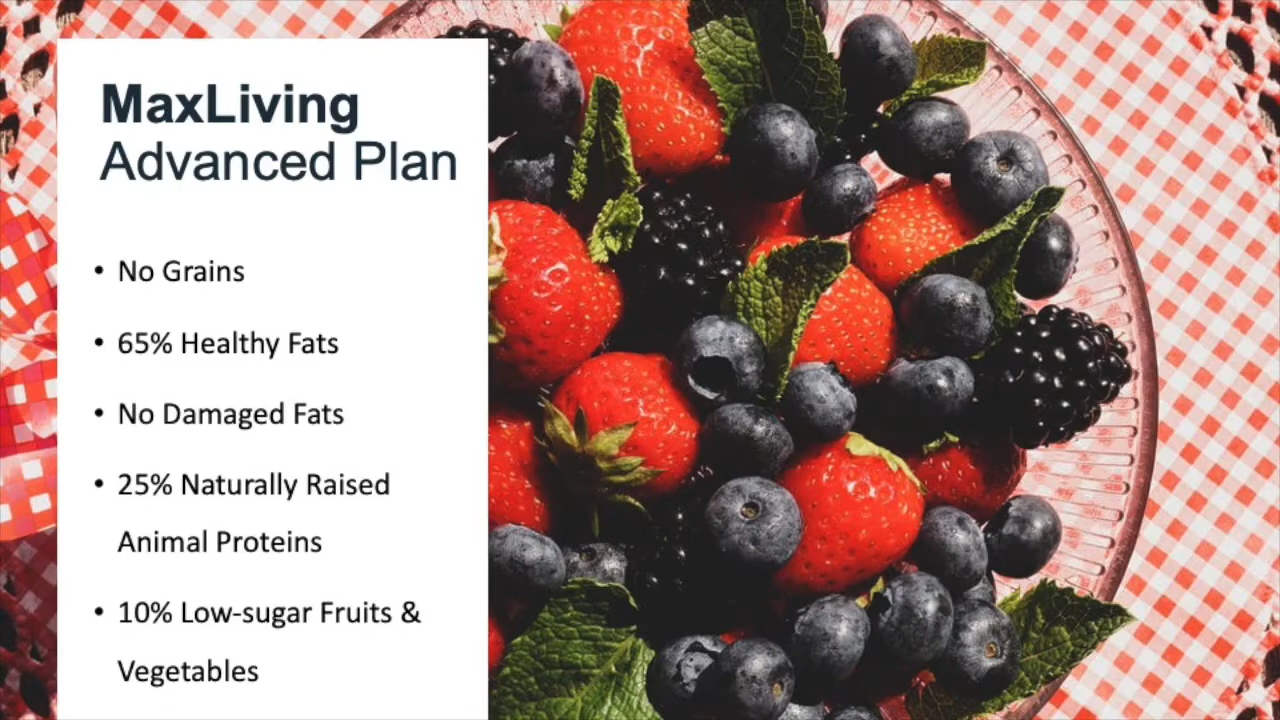 MaxLiving
Advanced Plan
• No Grains
• 65% Healthy Fats
• No Damaged Fats
• 25% Naturally Raised
Animal Proteins
• 10% Low-sugar Fruits &
Vegetables